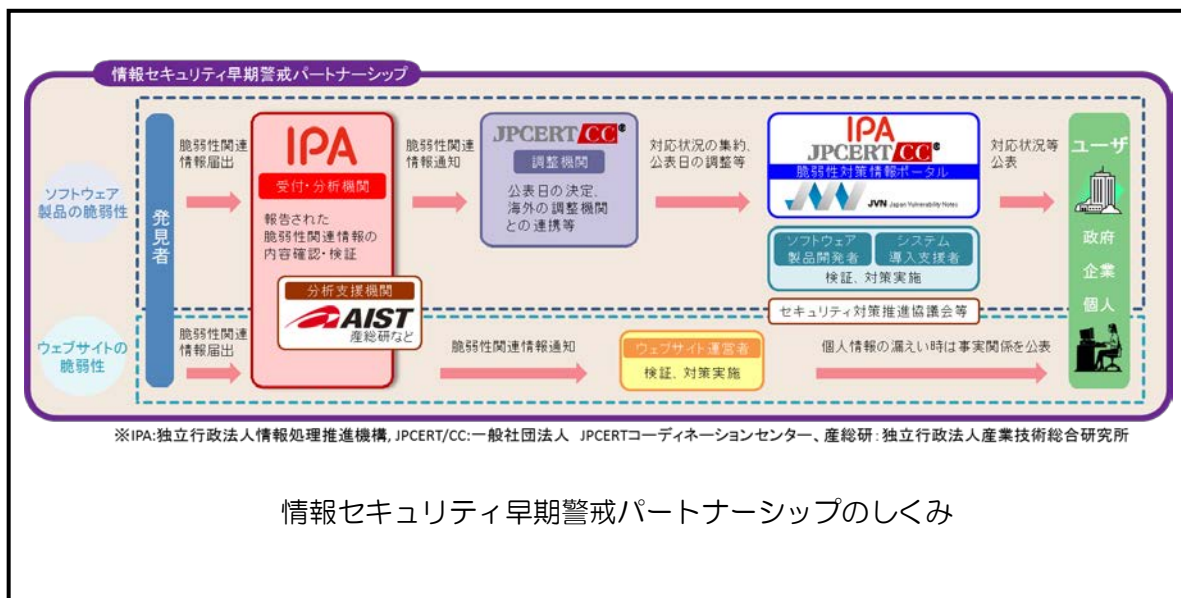 情報セキュリティ早期警戒パートナーシップ
ソフトウェア
製品の脆弱性
発見者
脆弱性関連
情報届出
IPA
受付・分析機関
報告された
脆弱性関連情報の
内容確認・検証
分析支援機関
AIST
産総研など
脆弱性関連
情報通知
JPCERT CC®
調整機関
公表日の決定、
海外の調整機関
との連携等
対応状況の集約、
公表日の調整等
IPA
JPCERT CC®
脆弱性対策情報ポータル
JVN Japan Vulnerability Notes
ソフトウェア
製品開発者
システム
導入支援者
検証、対策実施
セキュリティ対策推進協議会等
対応状況等
公表
ユーザ
政府
企業
個人
ウェブサイトの
脆弱性
脆弱性関連
情報届出
脆弱性関連情報通知
ウェブサイト運営者
検証、対策実施
個人情報の漏えい時は事実関係を公表
※IPA:独立行政法人情報処理推進機構, JPCERT/CC:一般社団法人 JPCERTコーディネーションセンター、産総研:独立行政法人産業技術総合研究所
情報セキュリティ早期警戒パートナーシップのしくみ